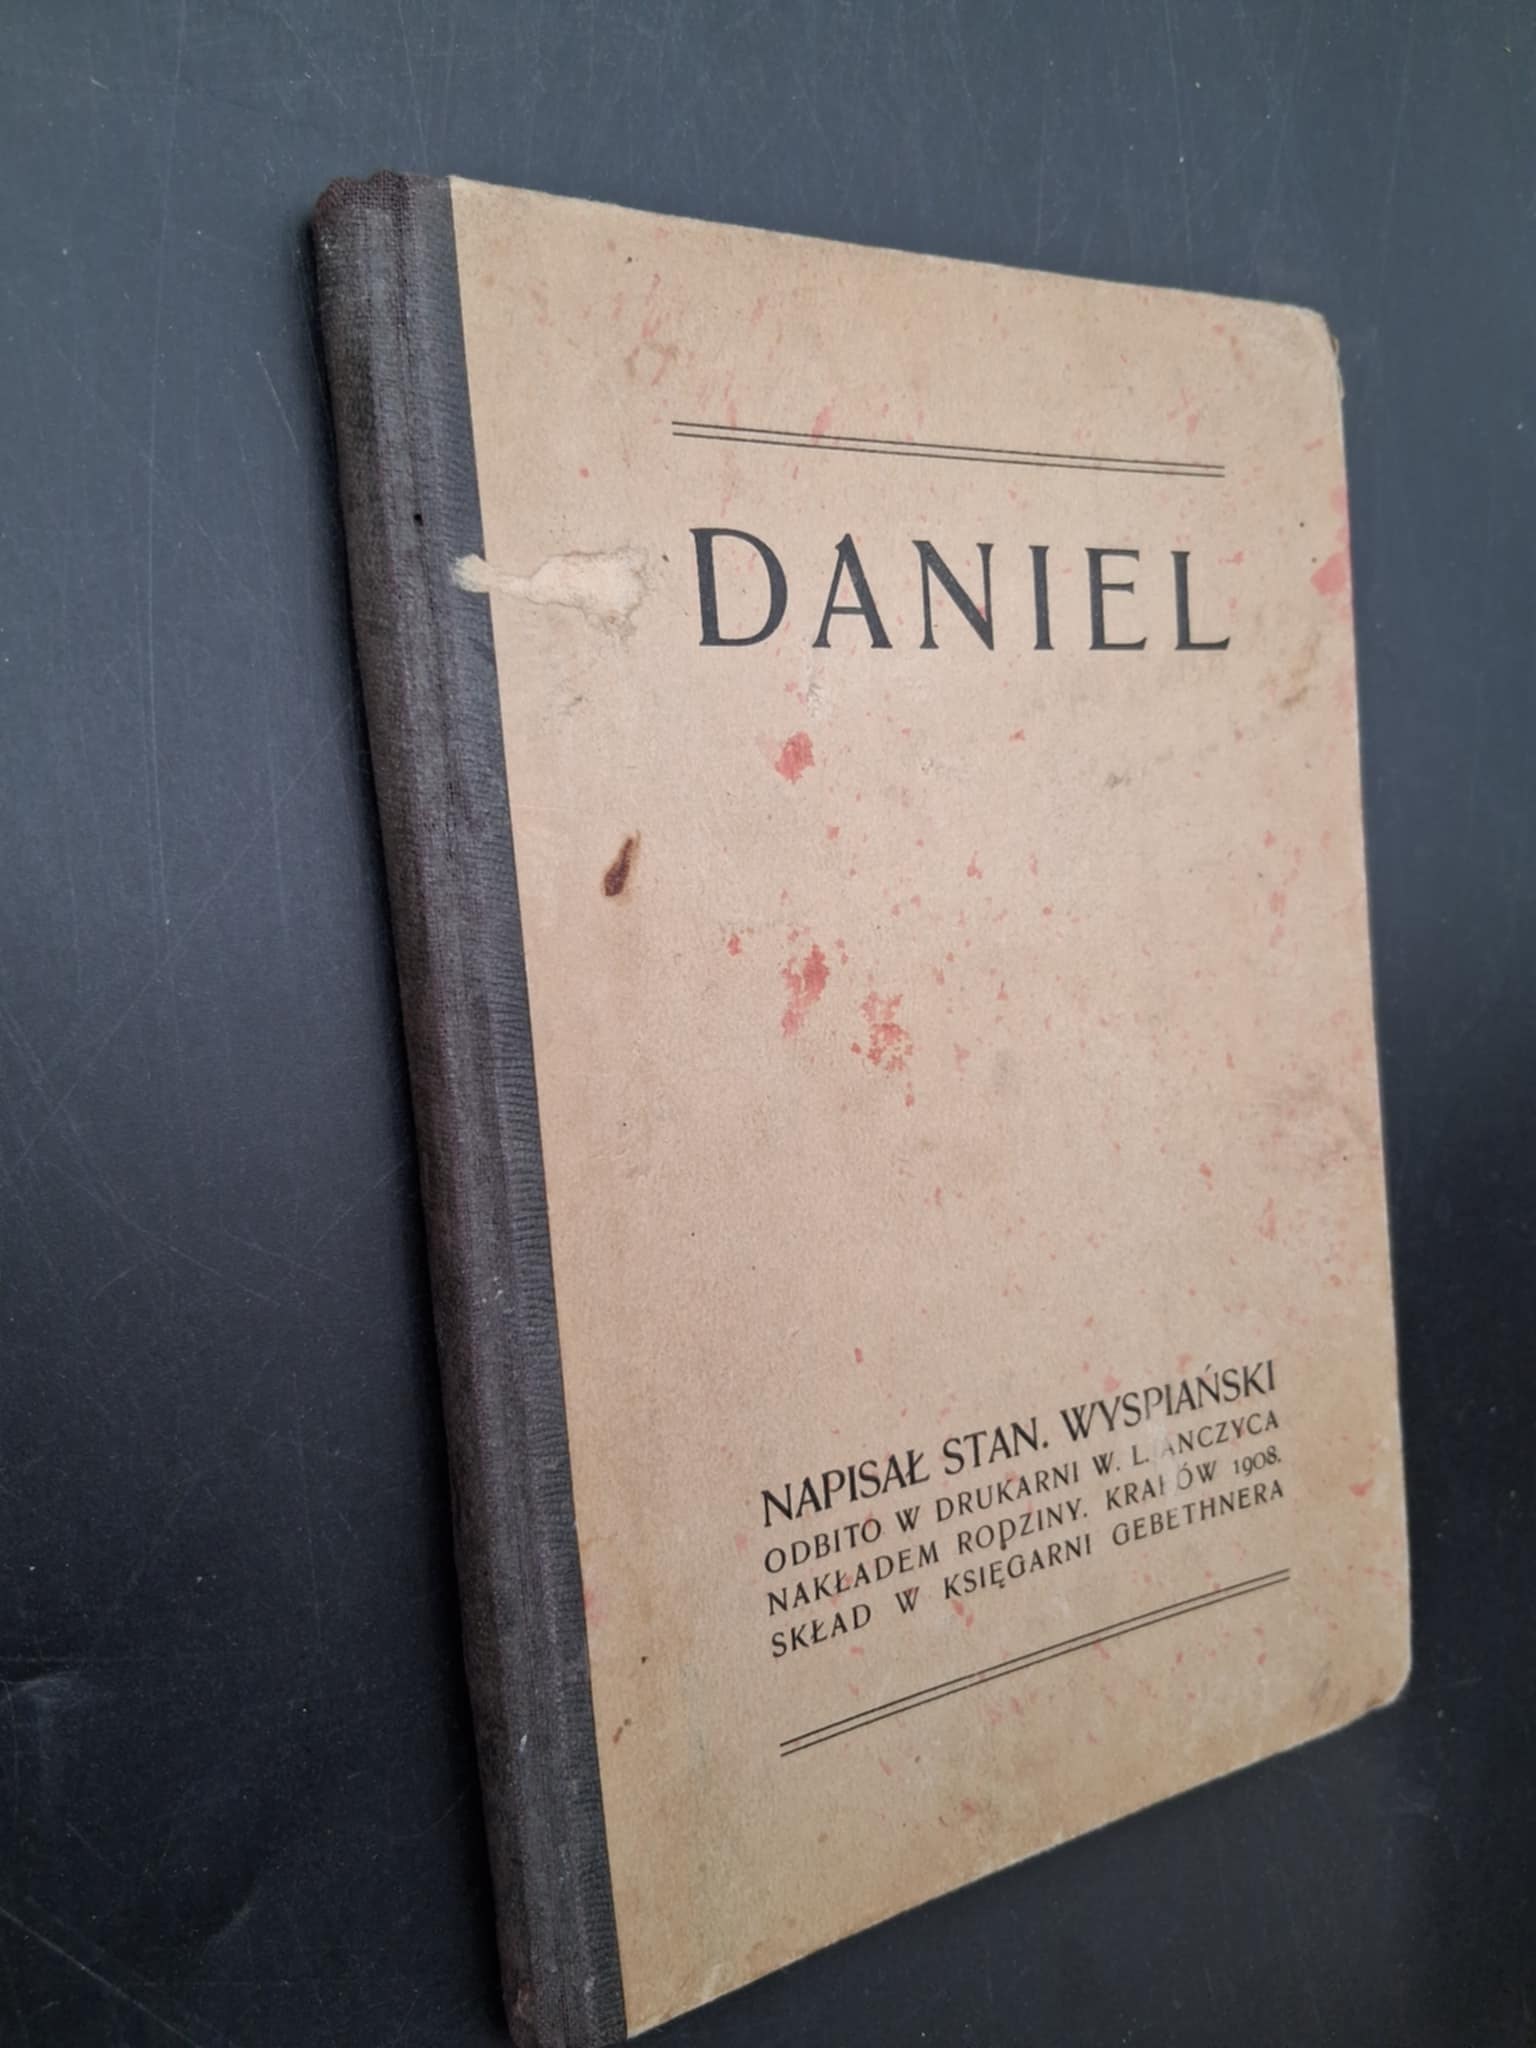 DANIEL
NAPISAŁ STAN. WYSPIAŃSKI
ODBITO W DRUKARNI W. L. ANCZYCA
NAKŁADEM RODZINY. KRAKÓW 1908.
SKŁAD W KSIĘGARNI GEBETHNERA